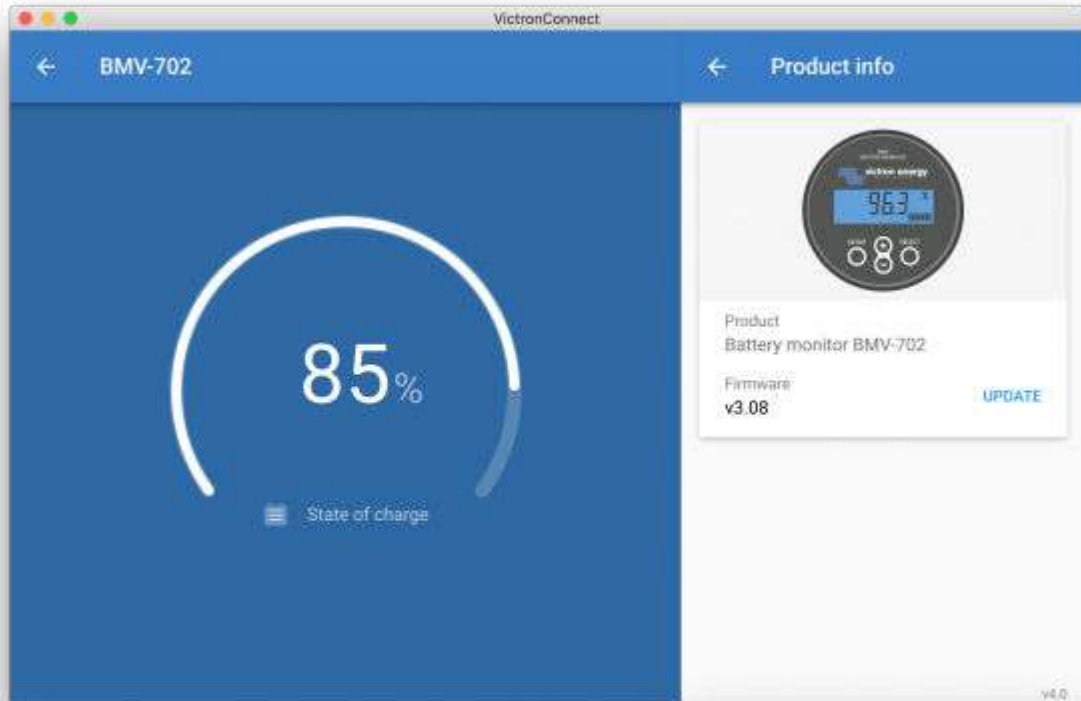 VictronConnect
BMV-702
85%
State of charge
Product info
victron energy
96.3 %
Product
Battery monitor BMV-702
Firmware
v3.08
UPDATE
v4.0